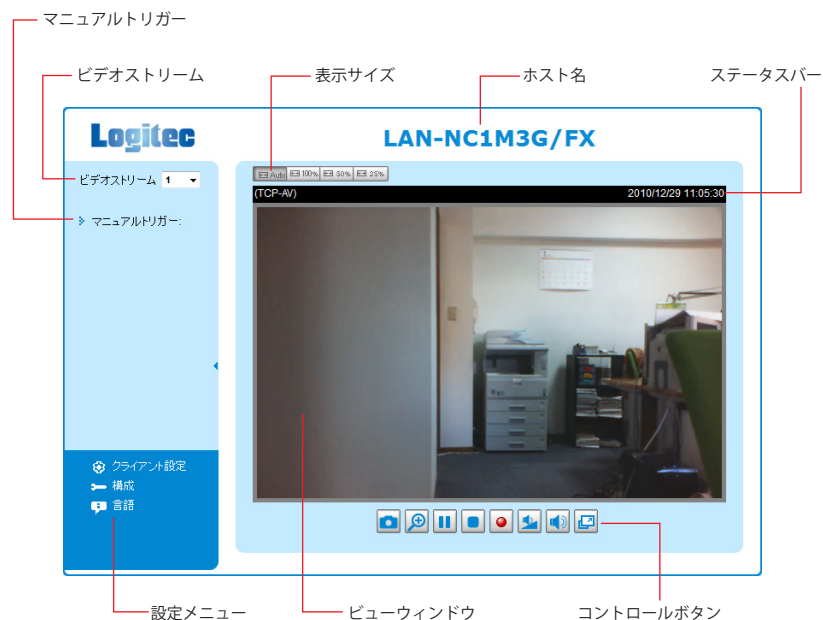 マニュアルトリガー
ビデオストリーム
表示サイズ
ホスト名
ステータスバー
Logitec
LAN-NC1M3G/FX
ビデオストリーム 1
Auto 100% 50% 25%
(TCP-AV) 2010/12/29 11:05:30
マニュアルトリガー:
クライアント設定
構成
言語
設定メニュー
ビューウィンドウ
コントロールボタン